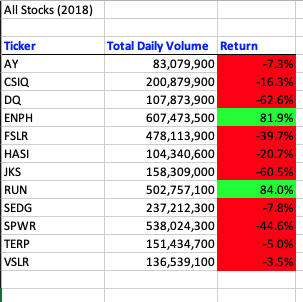 All Stocks (2018)
Ticker Total Daily Volume Return
AY 83,079,900 -7.3%
CSIQ 200,879,900 -16.3%
DQ 107,873,900 -62.6%
ENPH 607,473,500 81.9%
FSLR 478,113,900 -39.7%
HASI 104,340,600 -20.7%
JKS 158,309,000 -60.5%
RUN 502,757,100 84.0%
SEDG 237,212,300 -7.8%
SPWR 538,024,300 -44.6%
TERP 151,434,700 -5.0%
VSLR 136,539,100 -3.5%